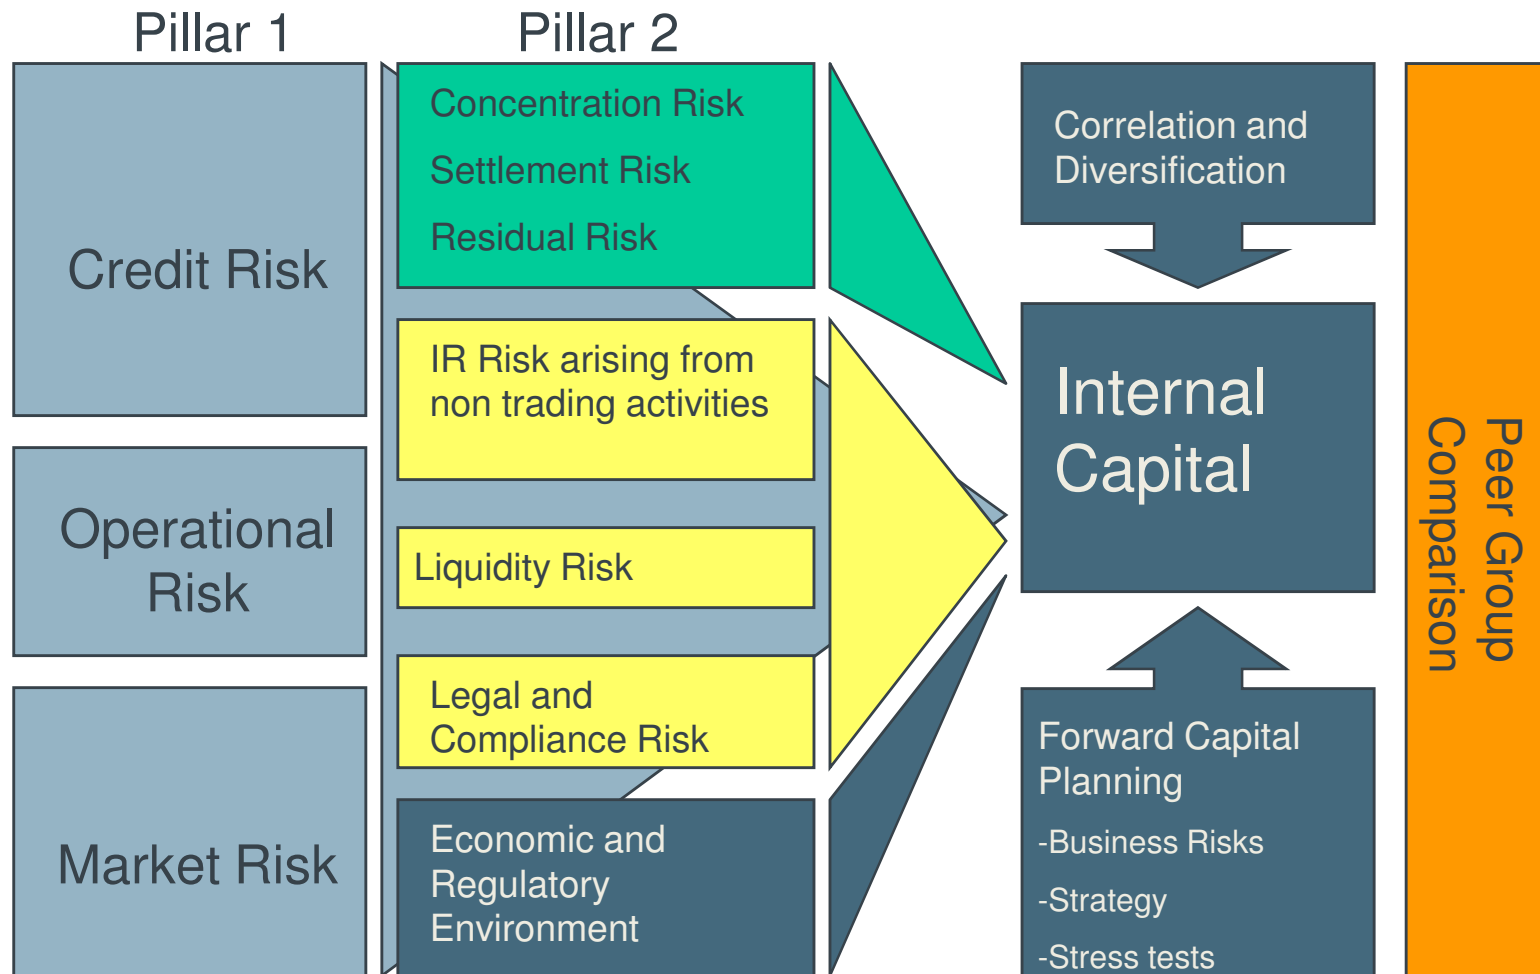 Pillar 1
Pillar 2
Credit Risk
Operational
Risk
Market Risk
Concentration Risk
Settlement Risk
Residual Risk
IR Risk arising from
non trading activities
Liquidity Risk
Legal and
Compliance Risk
Economic and
Regulatory
Environment
Correlation and
Diversification
Internal
Capital
Forward Capital
Planning
-Business Risks
-Strategy
-Stress tests
Peer Group
Comparison